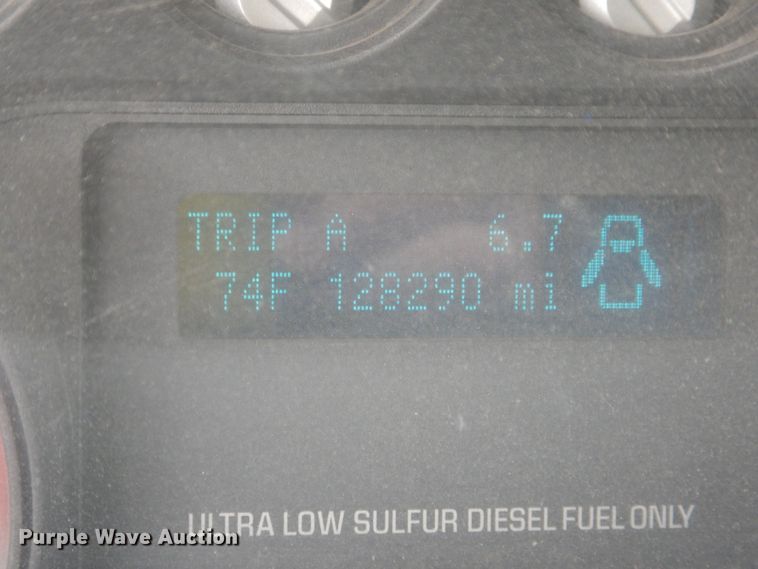 TRIP A 6.7
74F 128290 mi
ULTRA LOW SULFUR DIESEL FUEL ONLY
Purple Wave Auction